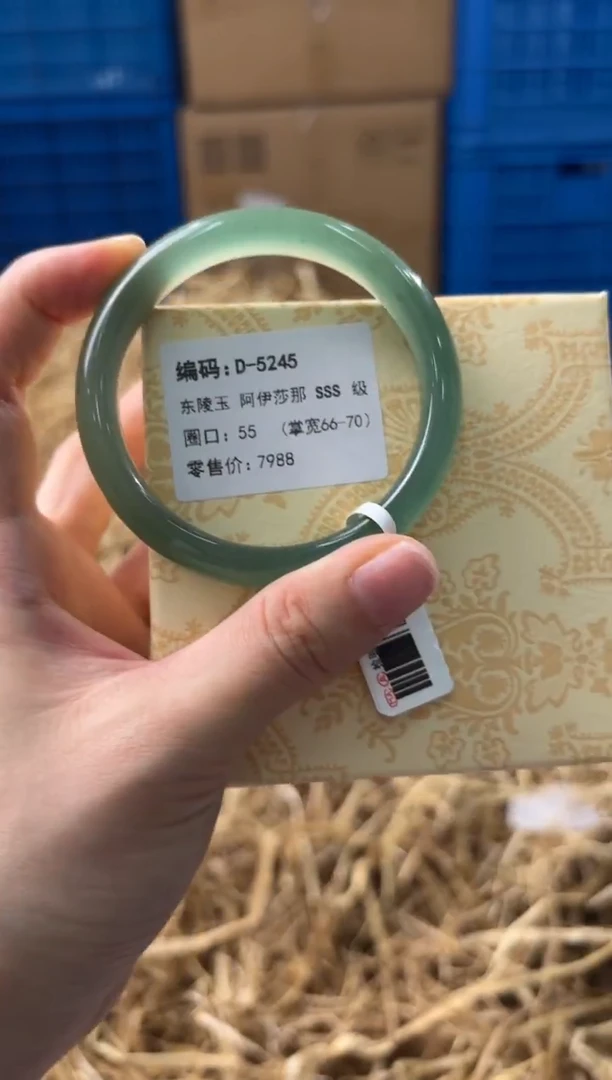 编码：D-5245
东陵玉 阿伊莎那 SSS 级
圈口：55 （掌宽66-70）
零售价：7988